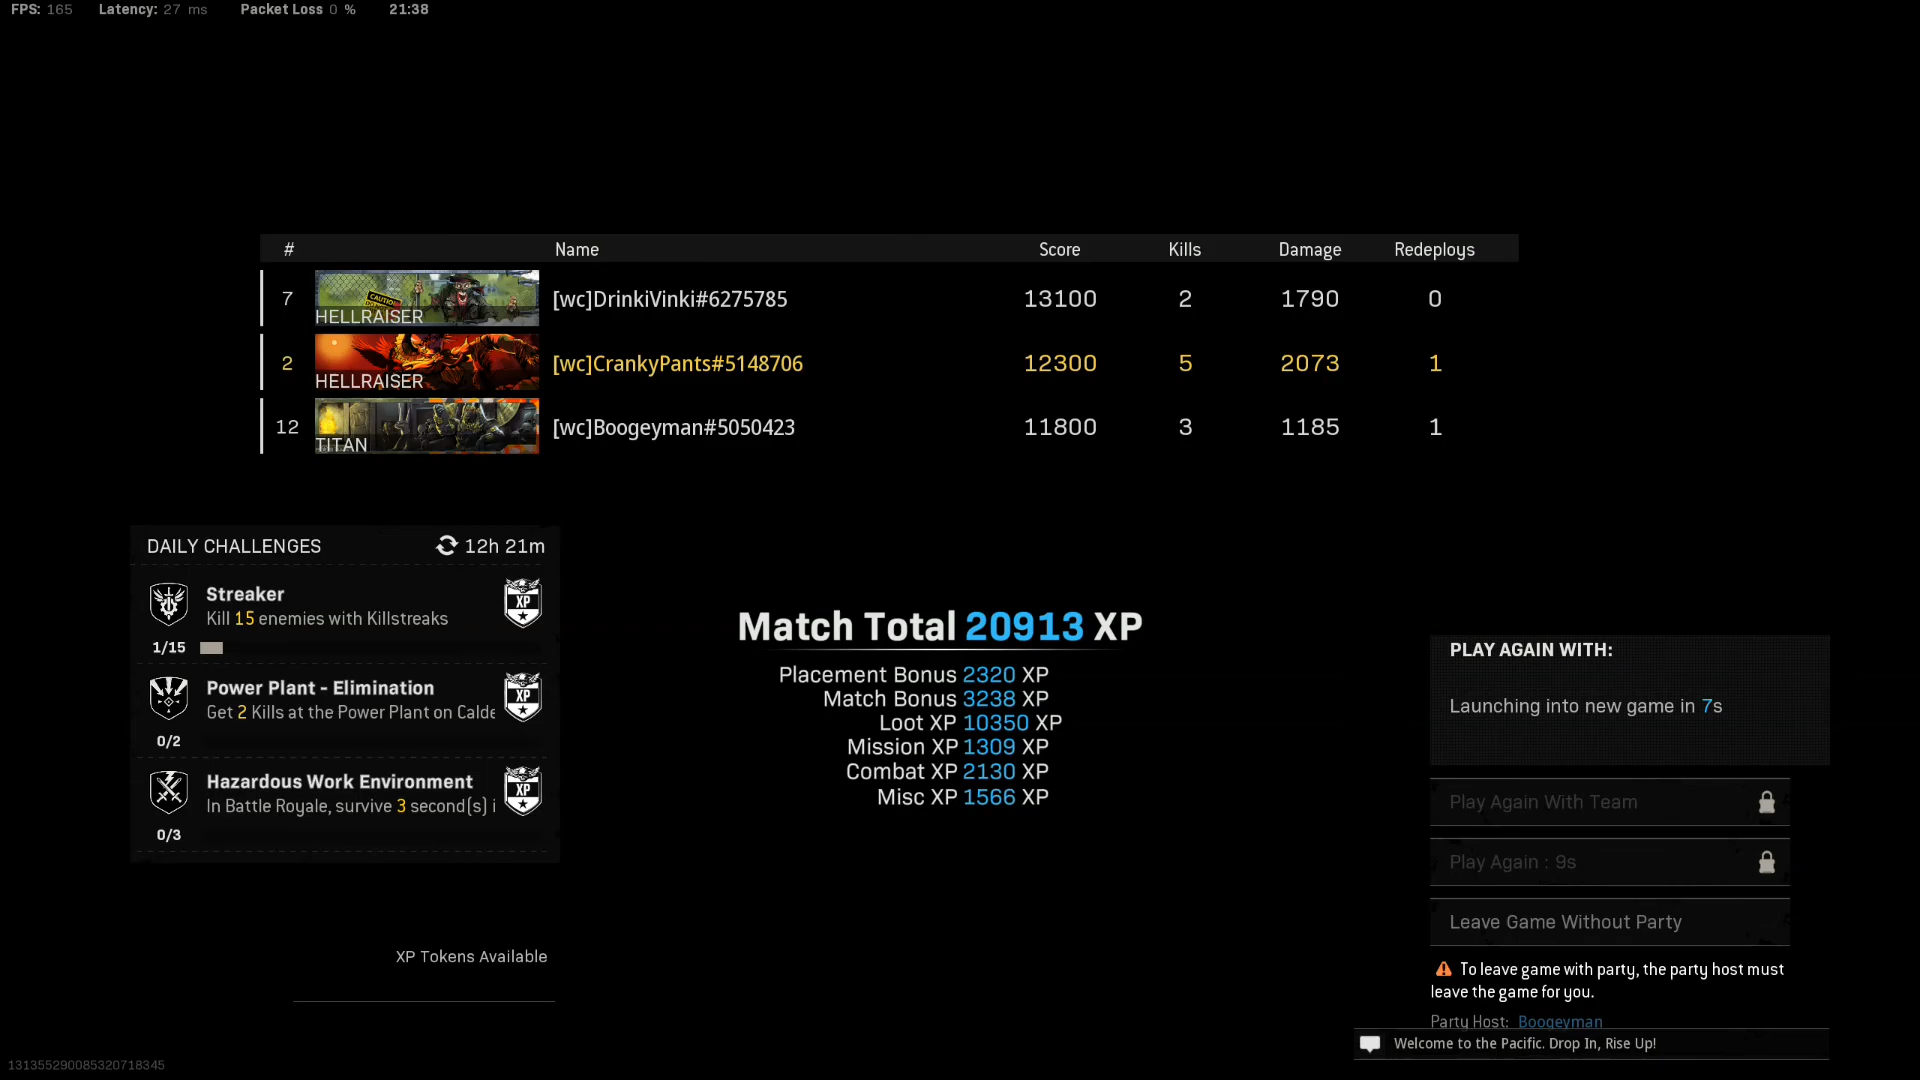 FPS: 165 Latency: 27 ms Packet Loss 0 % 21:38
# Name Score Kills Damage Redeploys
7 HELLRAISER [wc]DrinkiVinki#6275785 13100 2 1790 0
2 HELLRAISER [wc]CrankyPants#5148706 12300 5 2073 1
12 TITAN [wc]Boogeyman#5050423 11800 3 1185 1
CAUTION
DAILY CHALLENGES 12h 21m
Streaker
Kill 15 enemies with Killstreaks
XP
1/15
Power Plant - Elimination
Get 2 Kills at the Power Plant on Calde
XP
0/2
Hazardous Work Environment
In Battle Royale, survive 3 second(s) i
XP
0/3
XP Tokens Available
Match Total 20913 XP
Placement Bonus 2320 XP
Match Bonus 3238 XP
Loot XP 10350 XP
Mission XP 1309 XP
Combat XP 2130 XP
Misc XP 1566 XP
PLAY AGAIN WITH:
Launching into new game in 7s
Play Again With Team
Play Again : 9s
Leave Game Without Party
To leave game with party, the party host must
leave the game for you.
Party Host: Boogeyman
Welcome to the Pacific. Drop In, Rise Up!
13135529008532071​8345